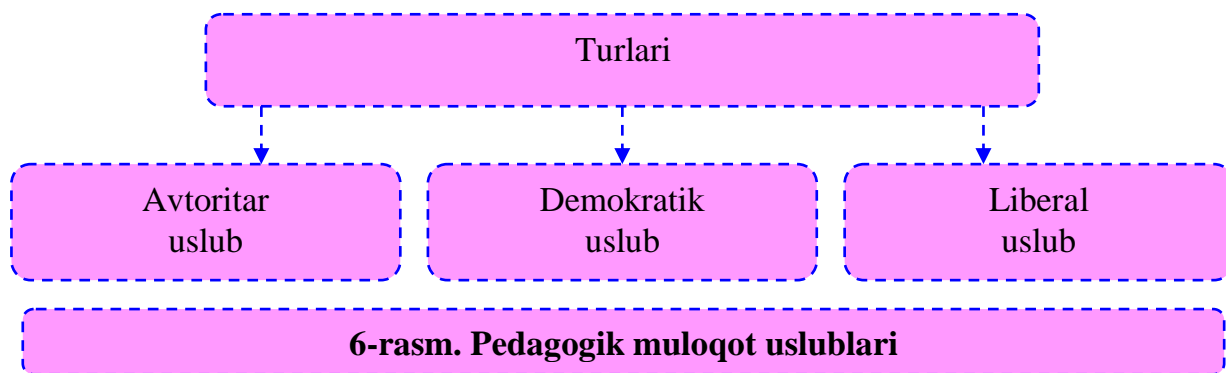 Turlari
Avtoritar
uslub
Demokratik
uslub
Liberal
uslub
6-rasm. Pedagogik muloqot uslublari